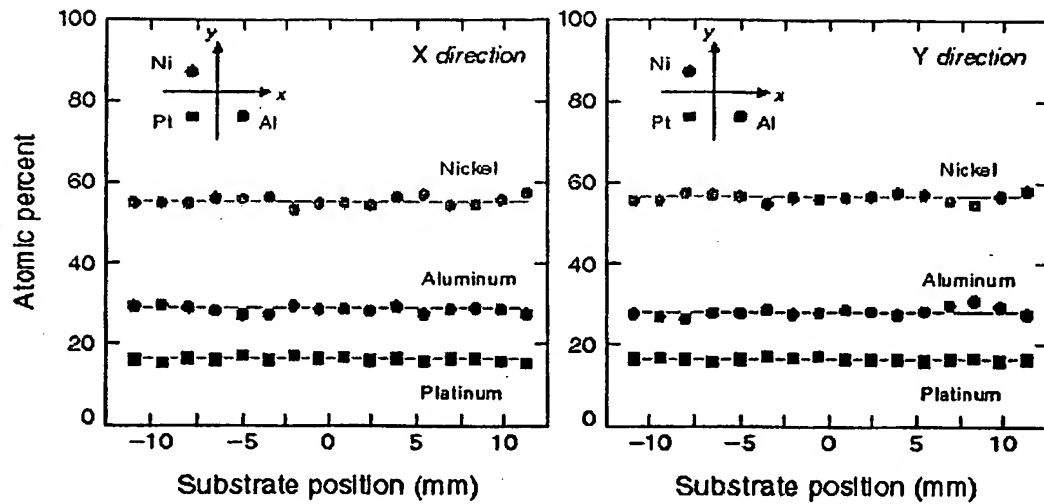 Atomic percent
100
80
60
40
20
0
y
X direction
Ni
x
Pt
Al
Nickel
Aluminum
Platinum
−10
−5
0
5
10
Substrate position (mm)
100
80
60
40
20
0
y
Y direction
Ni
x
Pt
Al
Nickel
Aluminum
Platinum
−10
−5
0
5
10
Substrate position (mm)